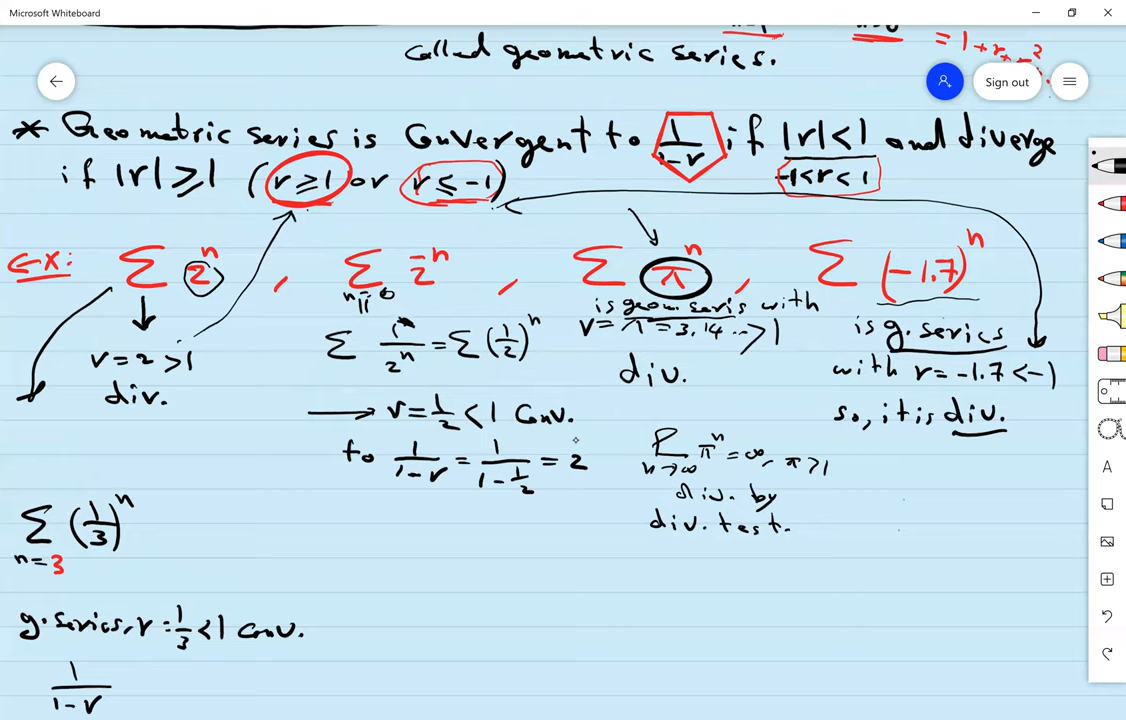 Microsoft Whiteboard
called geometric series.
= 1 + r +
Sign out
* Geometric series is Convergent to 1/(1-r) if |r|<1 and diverge
-1<r<1
if |r| ≥ 1 (r ≥ 1 or r ≤ -1)
Ex: ∑ 2^n , ∑ 2^-n , ∑ π^n , ∑ (-1.7)^n
n=0
r = 2 > 1
div.
∑ 1^n/2^n = ∑ (1/2)^n
→ r = 1/2 < 1 Conv.
to 1/(1-r) = 1/(1-1/2) = 2
is geom. seris with
r = π = 3.14... > 1
div.
n→∞ π^n = ∞, π > 1
div. by
div. test.
is g. series
with r = -1.7 < -1
so, it is div.
∑ (1/3)^n
n = 3
g. series, r = 1/3 < 1 conv.
1/(1-r)
A